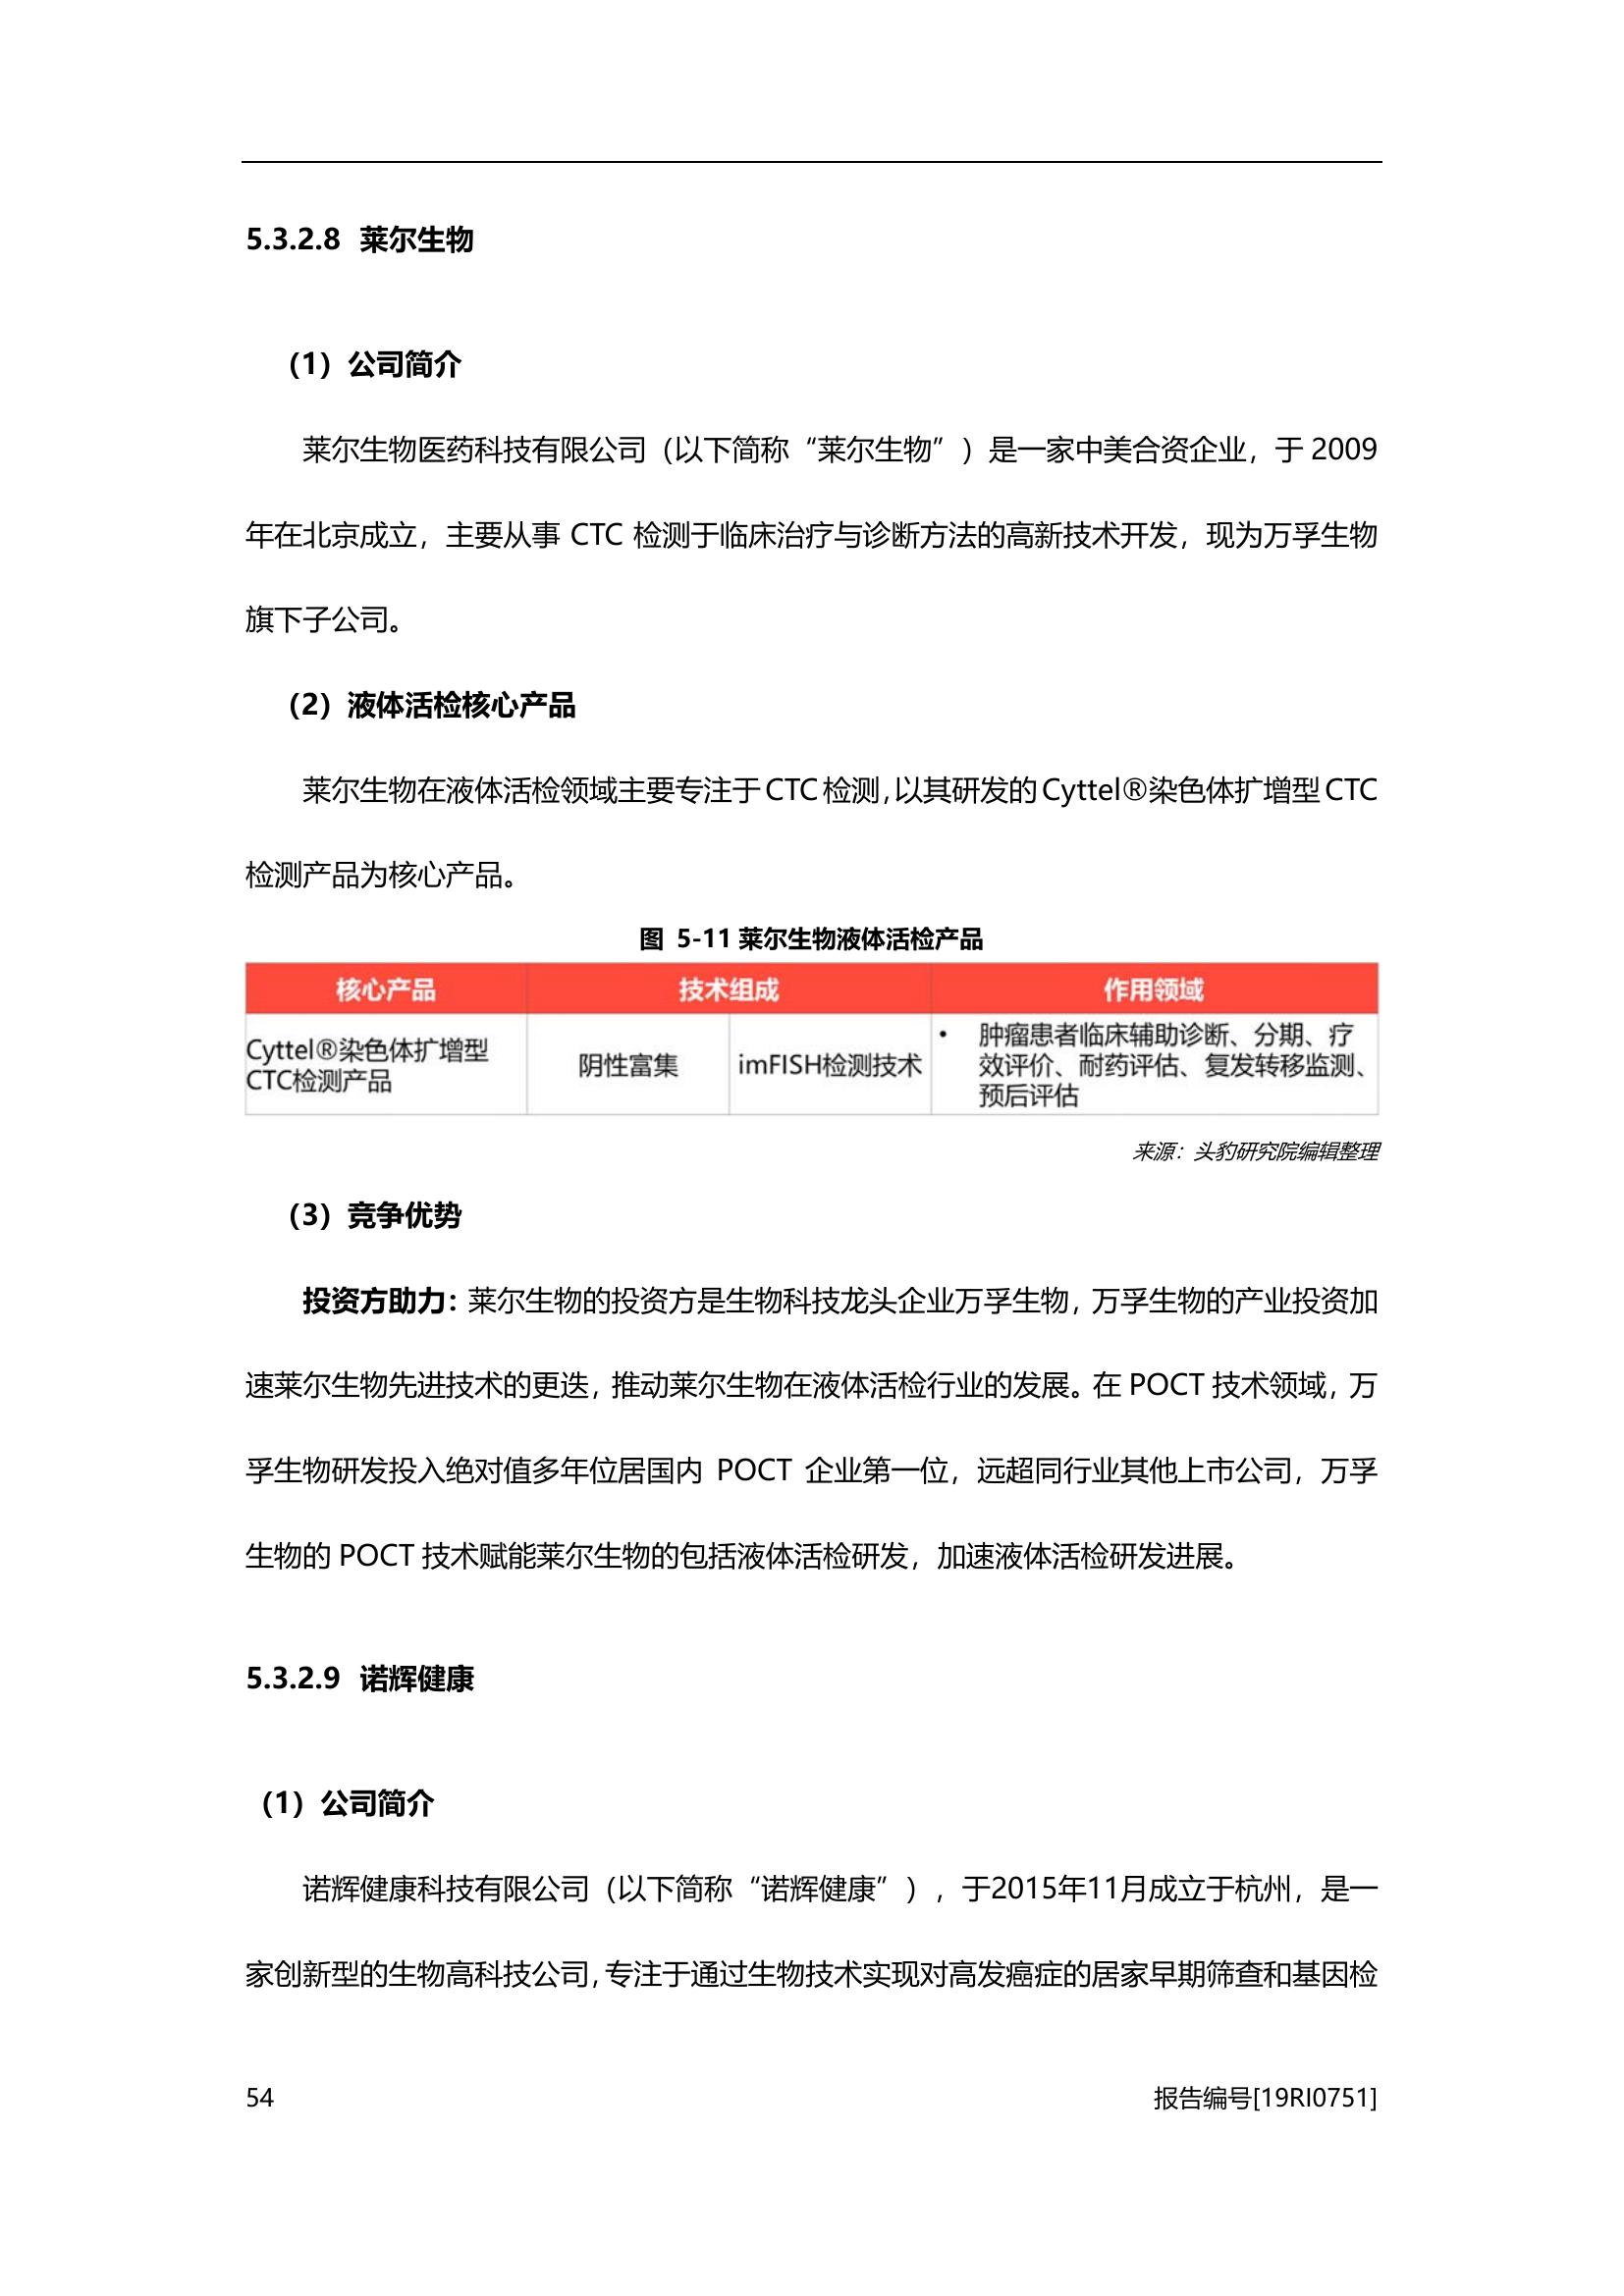 5.3.2.8 莱尔生物
（1）公司简介
莱尔生物医药科技有限公司（以下简称“莱尔生物”）是一家中美合资企业，于 2009
年在北京成立，主要从事 CTC 检测于临床治疗与诊断方法的高新技术开发，现为万孚生物
旗下子公司。
（2）液体活检核心产品
莱尔生物在液体活检领域主要专注于 CTC 检测，以其研发的 Cyttel®染色体扩增型 CTC
检测产品为核心产品。
图 5-11 莱尔生物液体活检产品
核心产品 技术组成 作用领域
Cyttel®染色体扩增型
CTC检测产品
阴性富集
imFISH检测技术
• 肿瘤患者临床辅助诊断、分期、疗
效评价、耐药评估、复发转移监测、
预后评估
来源：头豹研究院编辑整理
（3）竞争优势
投资方助力：莱尔生物的投资方是生物科技龙头企业万孚生物，万孚生物的产业投资加
速莱尔生物先进技术的更迭，推动莱尔生物在液体活检行业的发展。在 POCT 技术领域，万
孚生物研发投入绝对值多年位居国内 POCT 企业第一位，远超同行业其他上市公司，万孚
生物的 POCT 技术赋能莱尔生物的包括液体活检研发，加速液体活检研发进展。
5.3.2.9 诺辉健康
（1）公司简介
诺辉健康科技有限公司（以下简称“诺辉健康”），于2015年11月成立于杭州，是一
家创新型的生物高科技公司，专注于通过生物技术实现对高发癌症的居家早期筛查和基因检
54
报告编号[19RI0751]